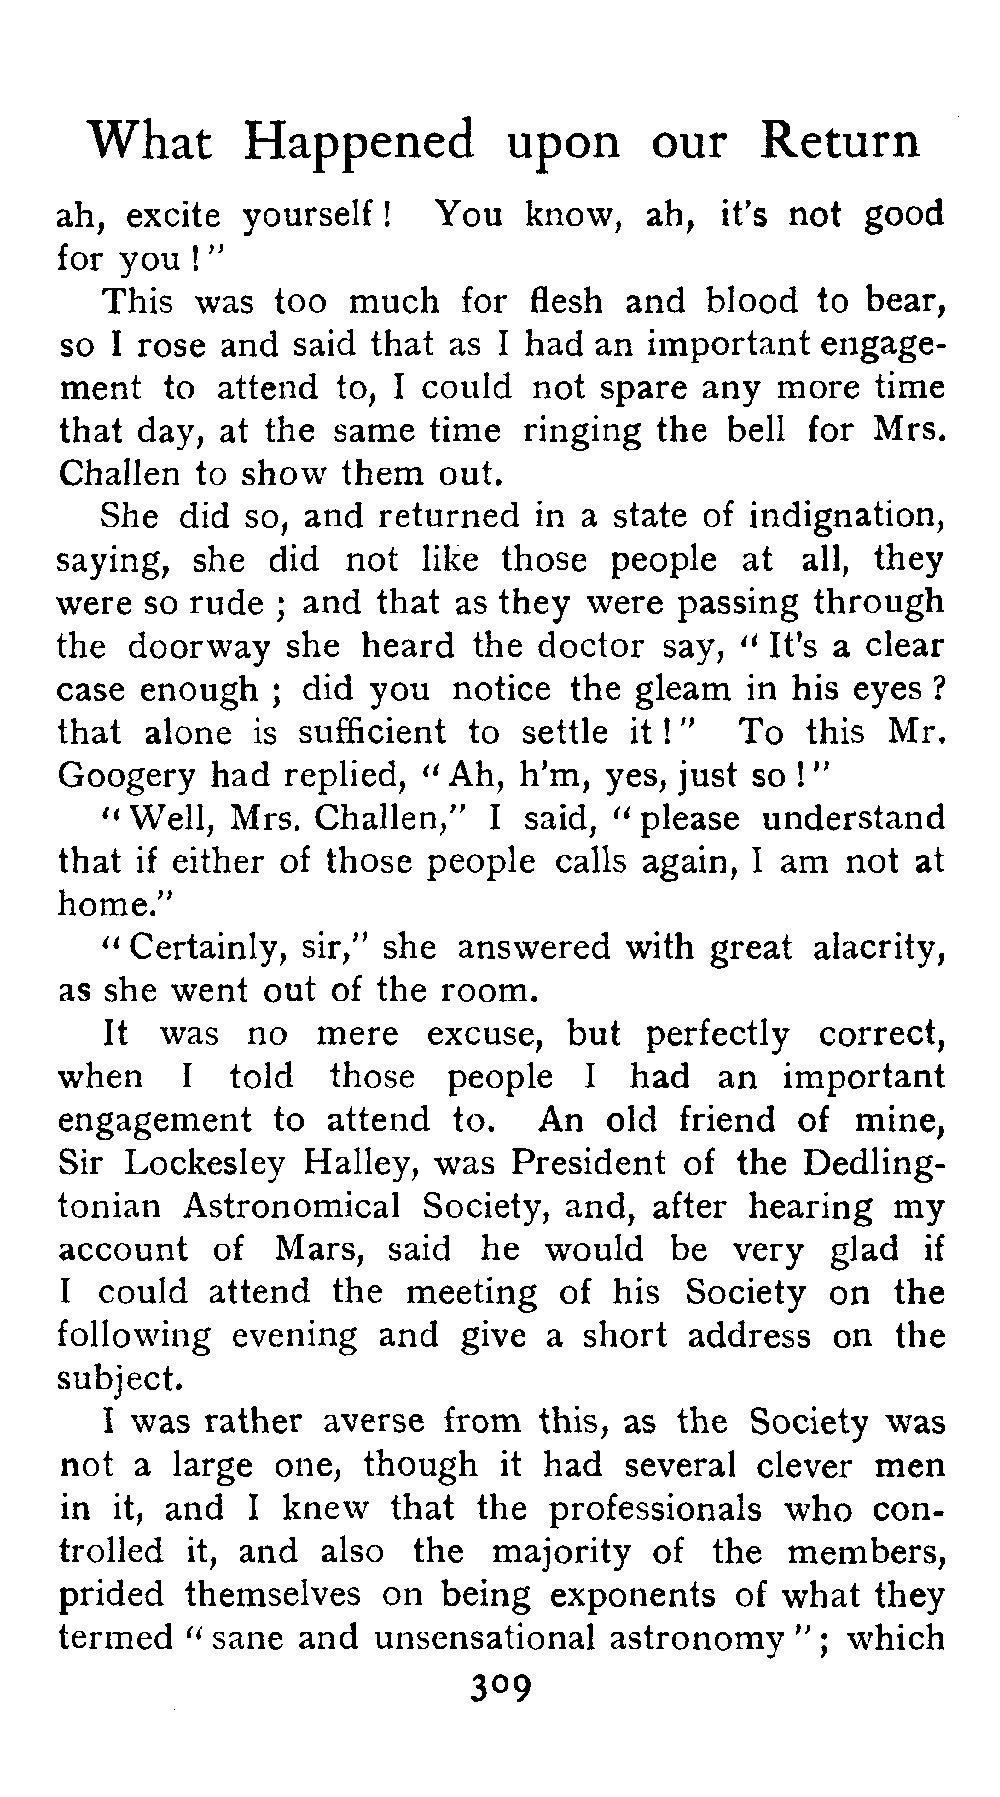 What Happened upon our Return
ah, excite yourself! You know, ah, it's not good
for you!"
This was too much for flesh and blood to bear,
so I rose and said that as I had an important engage-
ment to attend to, I could not spare any more time
that day, at the same time ringing the bell for Mrs.
Challen to show them out.
She did so, and returned in a state of indignation,
saying, she did not like those people at all, they
were so rude ; and that as they were passing through
the doorway she heard the doctor say, "It's a clear
case enough ; did you notice the gleam in his eyes ?
that alone is sufficient to settle it!" To this Mr.
Googery had replied, "Ah, h'm, yes, just so!"
"Well, Mrs. Challen," I said, "please understand
that if either of those people calls again, I am not at
home."
"Certainly, sir," she answered with great alacrity,
as she went out of the room.
It was no mere excuse, but perfectly correct,
when I told those people I had an important
engagement to attend to. An old friend of mine,
Sir Lockesley Halley, was President of the Dedling-
tonian Astronomical Society, and, after hearing my
account of Mars, said he would be very glad if
I could attend the meeting of his Society on the
following evening and give a short address on the
subject.
I was rather averse from this, as the Society was
not a large one, though it had several clever men
in it, and I knew that the professionals who con-
trolled it, and also the majority of the members,
prided themselves on being exponents of what they
termed "sane and unsensational astronomy"; which
309